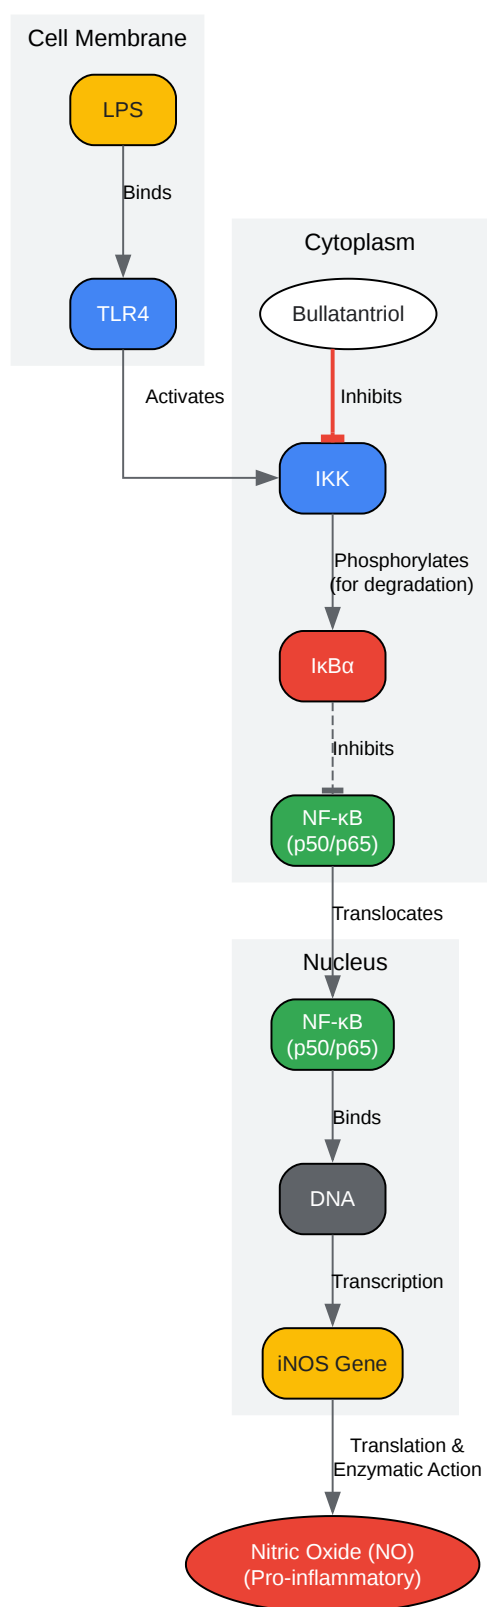 Cell Membrane
LPS
Binds
TLR4
Activates
Cytoplasm
Bullatantriol
Inhibits
IKK
Phosphorylates
(for degradation)
IκBα
Inhibits
NF-κB
(p50/p65)
Translocates
Nucleus
NF-κB
(p50/p65)
Binds
DNA
Transcription
iNOS Gene
Translation &
Enzymatic Action
Nitric Oxide (NO)
(Pro-inflammatory)